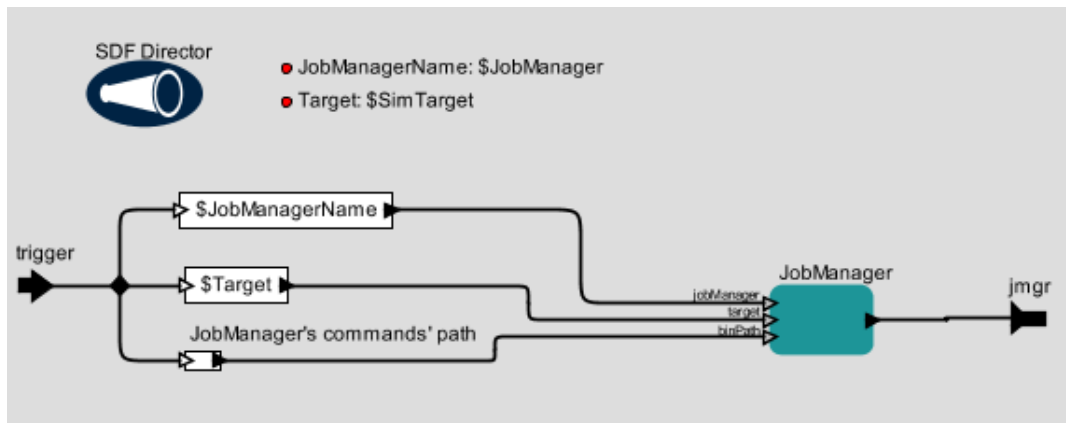 SDF Director
JobManagerName: $JobManager
Target: $SimTarget
$JobManagerName
trigger
$Target
JobManager
jobManager
target
binPath
jmgr
JobManager's commands' path